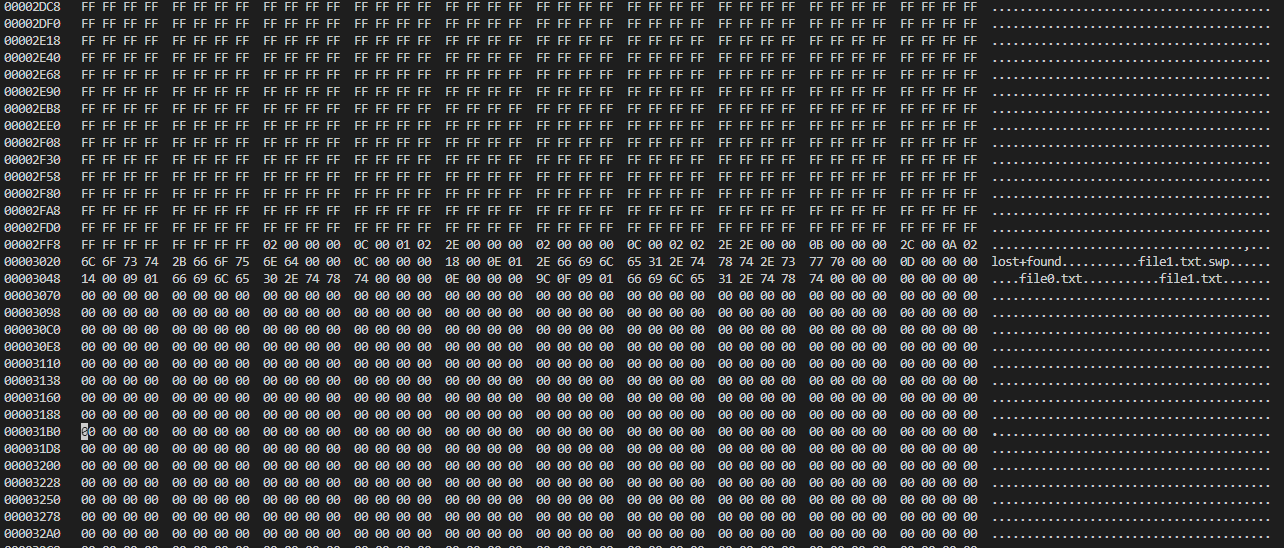 00002DC8 FF FF FF FF FF FF FF FF FF FF FF FF FF FF FF FF FF FF FF FF FF FF FF FF FF FF FF FF FF FF FF FF FF FF FF FF FF FF FF FF ........................................
00002DF0 FF FF FF FF FF FF FF FF FF FF FF FF FF FF FF FF FF FF FF FF FF FF FF FF FF FF FF FF FF FF FF FF FF FF FF FF FF FF FF FF ........................................
00002E18 FF FF FF FF FF FF FF FF FF FF FF FF FF FF FF FF FF FF FF FF FF FF FF FF FF FF FF FF FF FF FF FF FF FF FF FF FF FF FF FF ........................................
00002E40 FF FF FF FF FF FF FF FF FF FF FF FF FF FF FF FF FF FF FF FF FF FF FF FF FF FF FF FF FF FF FF FF FF FF FF FF FF FF FF FF ........................................
00002E68 FF FF FF FF FF FF FF FF FF FF FF FF FF FF FF FF FF FF FF FF FF FF FF FF FF FF FF FF FF FF FF FF FF FF FF FF FF FF FF FF ........................................
00002E90 FF FF FF FF FF FF FF FF FF FF FF FF FF FF FF FF FF FF FF FF FF FF FF FF FF FF FF FF FF FF FF FF FF FF FF FF FF FF FF FF ........................................
00002EB8 FF FF FF FF FF FF FF FF FF FF FF FF FF FF FF FF FF FF FF FF FF FF FF FF FF FF FF FF FF FF FF FF FF FF FF FF FF FF FF FF ........................................
00002EE0 FF FF FF FF FF FF FF FF FF FF FF FF FF FF FF FF FF FF FF FF FF FF FF FF FF FF FF FF FF FF FF FF FF FF FF FF FF FF FF FF ........................................
00002F08 FF FF FF FF FF FF FF FF FF FF FF FF FF FF FF FF FF FF FF FF FF FF FF FF FF FF FF FF FF FF FF FF FF FF FF FF FF FF FF FF ........................................
00002F30 FF FF FF FF FF FF FF FF FF FF FF FF FF FF FF FF FF FF FF FF FF FF FF FF FF FF FF FF FF FF FF FF FF FF FF FF FF FF FF FF ........................................
00002F58 FF FF FF FF FF FF FF FF FF FF FF FF FF FF FF FF FF FF FF FF FF FF FF FF FF FF FF FF FF FF FF FF FF FF FF FF FF FF FF FF ........................................
00002F80 FF FF FF FF FF FF FF FF FF FF FF FF FF FF FF FF FF FF FF FF FF FF FF FF FF FF FF FF FF FF FF FF FF FF FF FF FF FF FF FF ........................................
00002FA8 FF FF FF FF FF FF FF FF FF FF FF FF FF FF FF FF FF FF FF FF FF FF FF FF FF FF FF FF FF FF FF FF FF FF FF FF FF FF FF FF ........................................
00002FD0 FF FF FF FF FF FF FF FF FF FF FF FF FF FF FF FF FF FF FF FF FF FF FF FF FF FF FF FF FF FF FF FF FF FF FF FF FF FF FF FF ........................................
00002FF8 FF FF FF FF FF FF FF FF 02 00 00 00 0C 00 01 02 2E 00 00 00 02 00 00 00 0C 00 02 02 2E 2E 00 00 0B 00 00 00 2C 00 0A 02 ....................................,...
00003020 6C 6F 73 74 2B 66 6F 75 6E 64 00 00 00 00 00 00 18 00 0E 01 2E 66 69 6C 65 31 2E 74 78 74 2E 73 77 70 00 00 0D 00 00 00 lost+found...........file1.txt.swp......
00003048 14 00 09 01 66 69 6C 65 30 2E 74 78 74 00 00 00 0E 00 00 00 9C 0F 09 01 66 69 6C 65 31 2E 74 78 74 00 00 00 00 00 00 00 ....file0.txt...........file1.txt.......
00003070 00 00 00 00 00 00 00 00 00 00 00 00 00 00 00 00 00 00 00 00 00 00 00 00 00 00 00 00 00 00 00 00 00 00 00 00 00 00 00 00 ........................................
00003098 00 00 00 00 00 00 00 00 00 00 00 00 00 00 00 00 00 00 00 00 00 00 00 00 00 00 00 00 00 00 00 00 00 00 00 00 00 00 00 00 ........................................
000030C0 00 00 00 00 00 00 00 00 00 00 00 00 00 00 00 00 00 00 00 00 00 00 00 00 00 00 00 00 00 00 00 00 00 00 00 00 00 00 00 00 ........................................
000030E8 00 00 00 00 00 00 00 00 00 00 00 00 00 00 00 00 00 00 00 00 00 00 00 00 00 00 00 00 00 00 00 00 00 00 00 00 00 00 00 00 ........................................
00003110 00 00 00 00 00 00 00 00 00 00 00 00 00 00 00 00 00 00 00 00 00 00 00 00 00 00 00 00 00 00 00 00 00 00 00 00 00 00 00 00 ........................................
00003138 00 00 00 00 00 00 00 00 00 00 00 00 00 00 00 00 00 00 00 00 00 00 00 00 00 00 00 00 00 00 00 00 00 00 00 00 00 00 00 00 ........................................
00003160 00 00 00 00 00 00 00 00 00 00 00 00 00 00 00 00 00 00 00 00 00 00 00 00 00 00 00 00 00 00 00 00 00 00 00 00 00 00 00 00 ........................................
00003188 00 00 00 00 00 00 00 00 00 00 00 00 00 00 00 00 00 00 00 00 00 00 00 00 00 00 00 00 00 00 00 00 00 00 00 00 00 00 00 00 ........................................
000031B0 00 00 00 00 00 00 00 00 00 00 00 00 00 00 00 00 00 00 00 00 00 00 00 00 00 00 00 00 00 00 00 00 00 00 00 00 00 00 00 00 ........................................
000031D8 00 00 00 00 00 00 00 00 00 00 00 00 00 00 00 00 00 00 00 00 00 00 00 00 00 00 00 00 00 00 00 00 00 00 00 00 00 00 00 00 ........................................
00003200 00 00 00 00 00 00 00 00 00 00 00 00 00 00 00 00 00 00 00 00 00 00 00 00 00 00 00 00 00 00 00 00 00 00 00 00 00 00 00 00 ........................................
00003228 00 00 00 00 00 00 00 00 00 00 00 00 00 00 00 00 00 00 00 00 00 00 00 00 00 00 00 00 00 00 00 00 00 00 00 00 00 00 00 00 ........................................
00003250 00 00 00 00 00 00 00 00 00 00 00 00 00 00 00 00 00 00 00 00 00 00 00 00 00 00 00 00 00 00 00 00 00 00 00 00 00 00 00 00 ........................................
00003278 00 00 00 00 00 00 00 00 00 00 00 00 00 00 00 00 00 00 00 00 00 00 00 00 00 00 00 00 00 00 00 00 00 00 00 00 00 00 00 00 ........................................
000032A0 00 00 00 00 00 00 00 00 00 00 00 00 00 00 00 00 00 00 00 00 00 00 00 00 00 00 00 00 00 00 00 00 00 00 00 00 00 00 00 00 ........................................